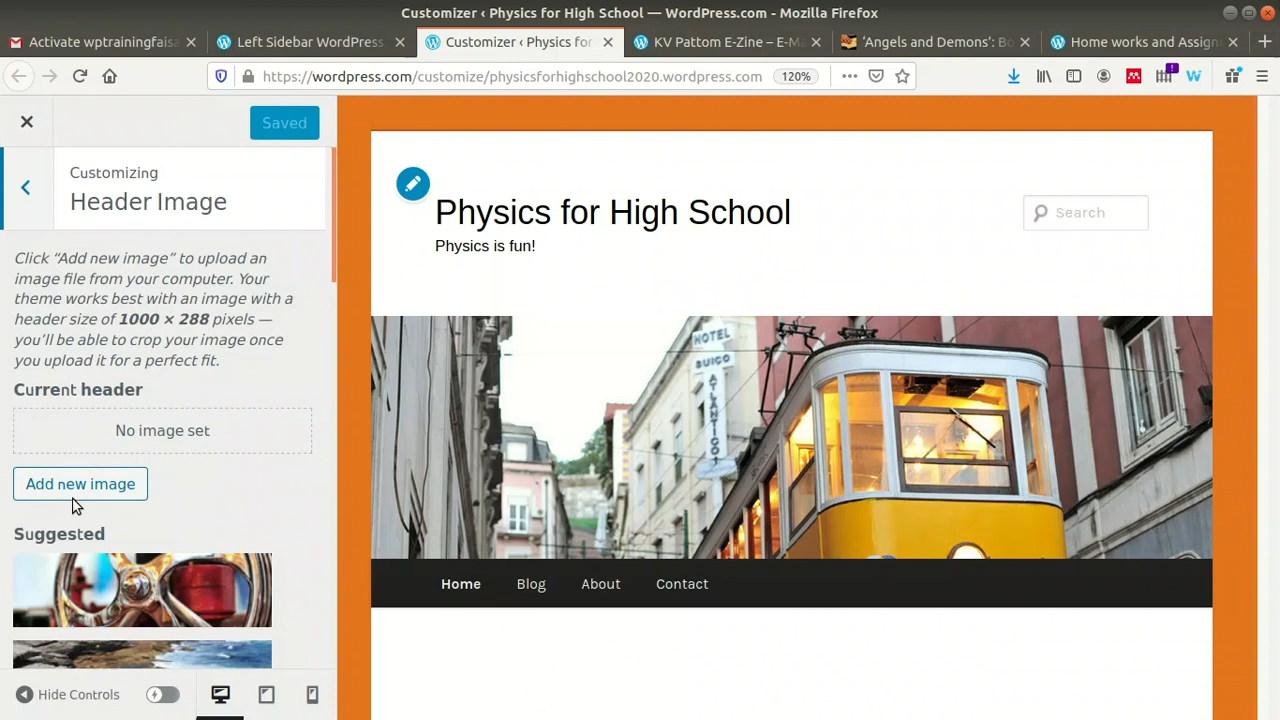 Customizer ‹ Physics for High School — WordPress.com - Mozilla Firefox
Activate wptrainingfaisa
Left Sidebar WordPress
Customizer ‹ Physics for
KV Pattom E-Zine – E-Ma
‘Angels and Demons’: Bo
Home works and Assignm
https://wordpress.com/customize/physicsforhighschool2020.wordpress.com
120%
Saved
Customizing
Header Image
Click “Add new image” to upload an
image file from your computer. Your
theme works best with an image with a
header size of 1000 × 288 pixels —
you’ll be able to crop your image once
you upload it for a perfect fit.
Current header
No image set
Add new image
Suggested
Hide Controls
Physics for High School
Physics is fun!
Search
HOTEL
SUIÇO
ATLANTICO
Home
Blog
About
Contact